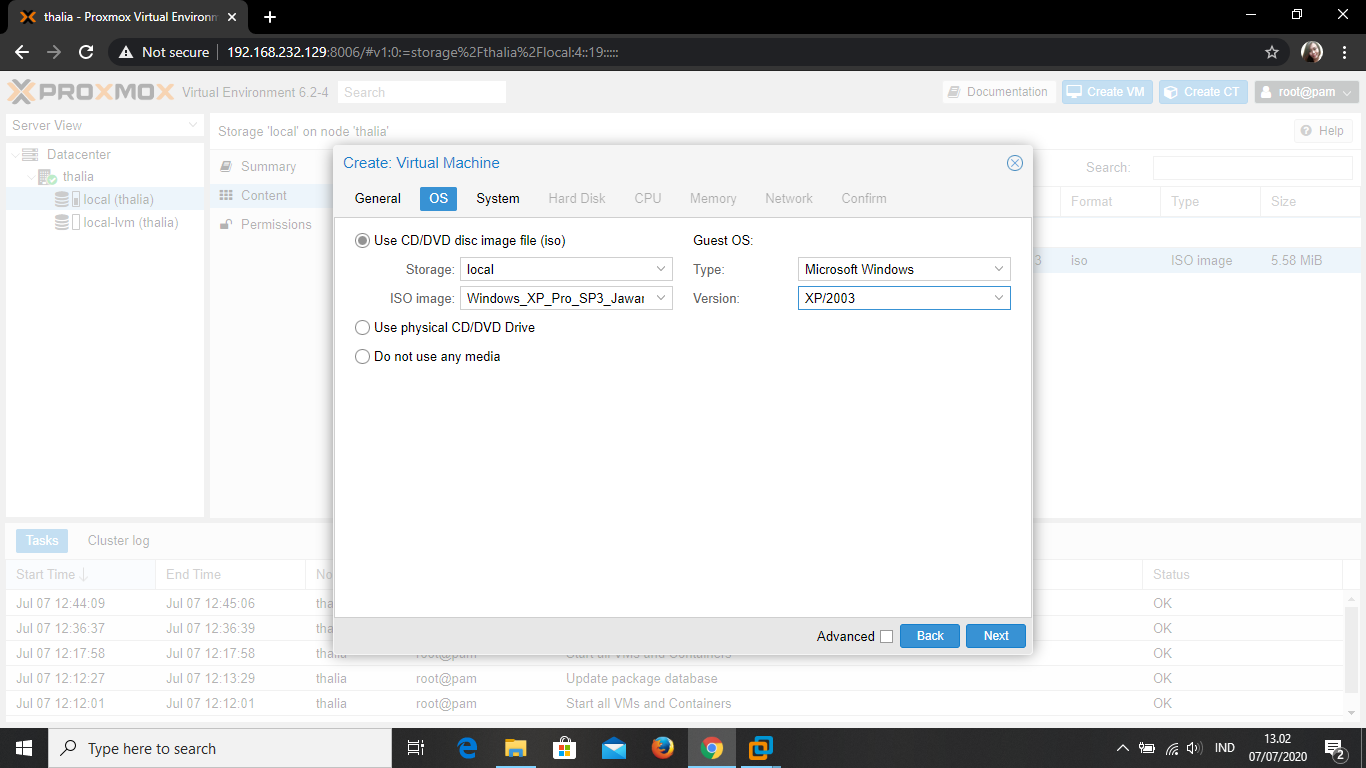 thalia - Proxmox Virtual Environm
Not secure 192.168.232.129:8006/#v1:0:=storage%2Fthalia%2Flocal:4::19:::::
PROXMOX Virtual Environment 6.2-4 Search Documentation Create VM Create CT root@pam
Server View Storage 'local' on node 'thalia' Help
Datacenter
thalia
local (thalia)
local-lvm (thalia)
Summary
Content
Permissions
Search:
Format Type Size
3 iso ISO image 5.58 MiB
Create: Virtual Machine
General OS System Hard Disk CPU Memory Network Confirm
Use CD/DVD disc image file (iso) Guest OS:
Storage: local Type: Microsoft Windows
ISO image: Windows_XP_Pro_SP3_Jawar Version: XP/2003
Use physical CD/DVD Drive
Do not use any media
Advanced Back Next
Tasks Cluster log
Start Time End Time No Status
Jul 07 12:44:09 Jul 07 12:45:06 tha OK
Jul 07 12:36:37 Jul 07 12:36:39 tha OK
Jul 07 12:17:58 Jul 07 12:17:58 thalia root@pam Start all VMs and Containers OK
Jul 07 12:12:27 Jul 07 12:13:29 thalia root@pam Update package database OK
Jul 07 12:12:01 Jul 07 12:12:01 thalia root@pam Start all VMs and Containers OK
Type here to search IND 13.02
07/07/2020
2